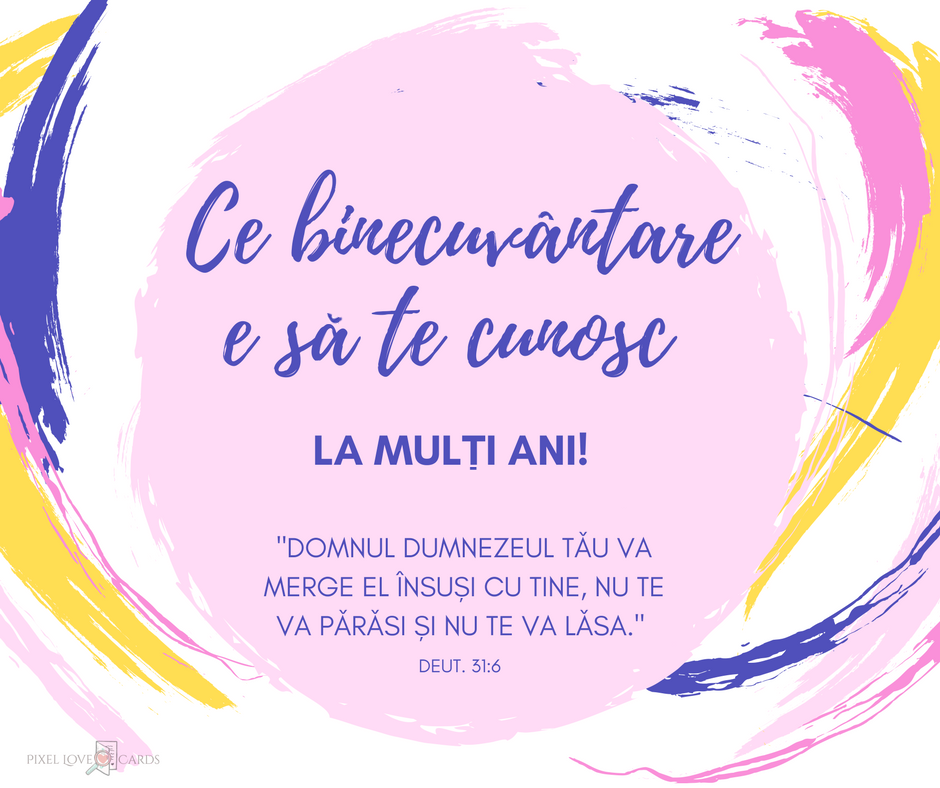 Ce binecuvântare
e să te cunosc
LA MULȚI ANI!
"DOMNUL DUMNEZEUL TĂU VA
MERGE EL ÎNSUȘI CU TINE, NU TE
VA PĂRĂSI ȘI NU TE VA LĂSA."
DEUT. 31:6
PIXEL LOVE CARDS